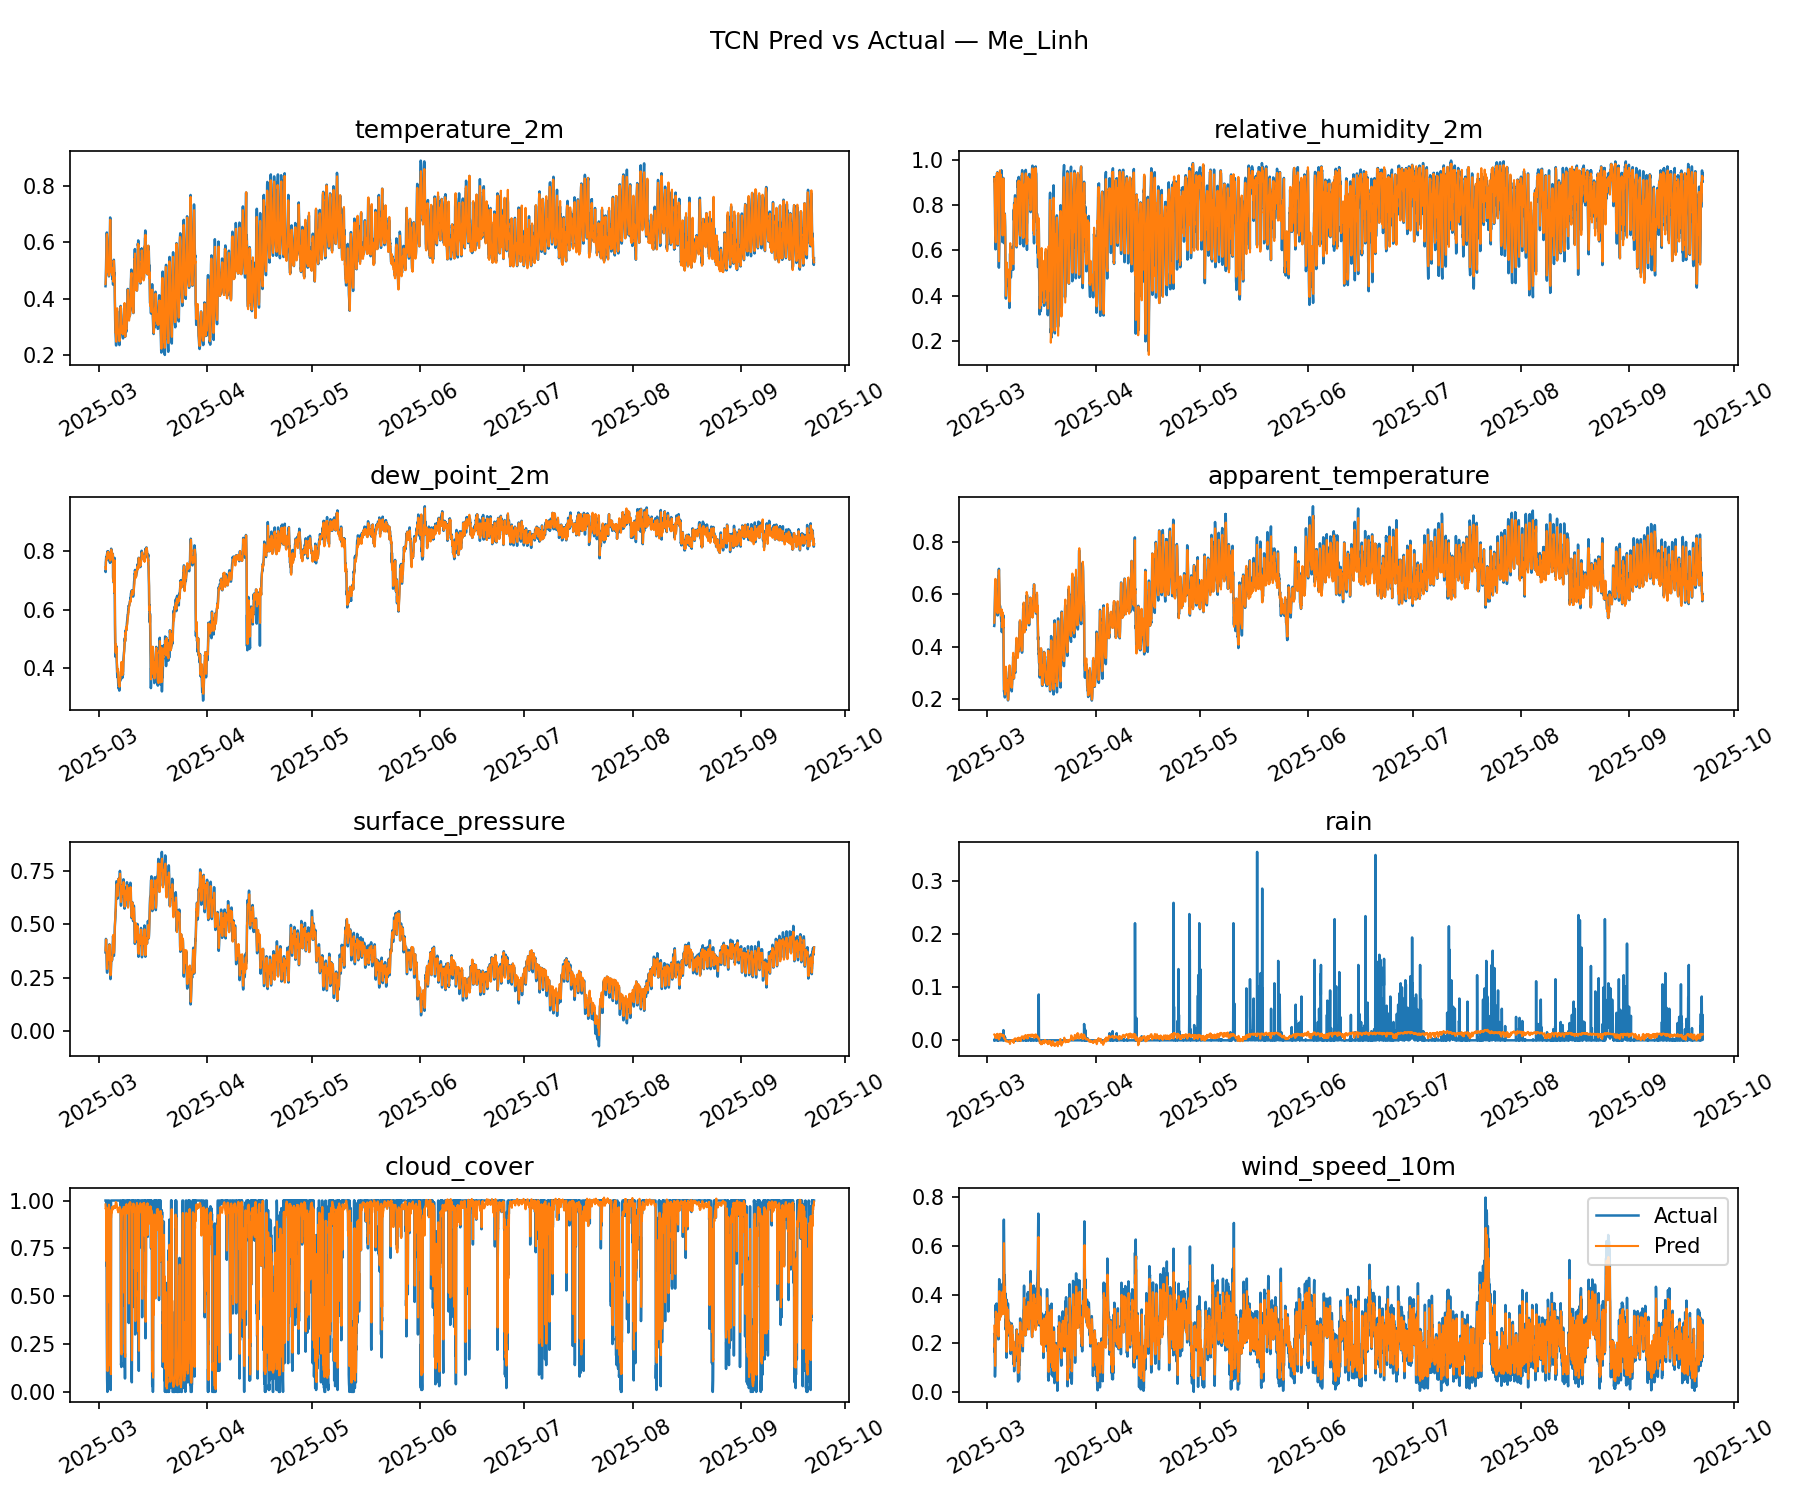 TCN Pred vs Actual — Me_Linh
temperature_2m
0.8
0.6
0.4
0.2
2025-03 2025-04 2025-05 2025-06 2025-07 2025-08 2025-09 2025-10
relative_humidity_2m
1.0
0.8
0.6
0.4
0.2
2025-03 2025-04 2025-05 2025-06 2025-07 2025-08 2025-09 2025-10
dew_point_2m
0.8
0.6
0.4
2025-03 2025-04 2025-05 2025-06 2025-07 2025-08 2025-09 2025-10
apparent_temperature
0.8
0.6
0.4
0.2
2025-03 2025-04 2025-05 2025-06 2025-07 2025-08 2025-09 2025-10
surface_pressure
0.75
0.50
0.25
0.00
2025-03 2025-04 2025-05 2025-06 2025-07 2025-08 2025-09 2025-10
rain
0.3
0.2
0.1
0.0
2025-03 2025-04 2025-05 2025-06 2025-07 2025-08 2025-09 2025-10
cloud_cover
1.00
0.75
0.50
0.25
0.00
2025-03 2025-04 2025-05 2025-06 2025-07 2025-08 2025-09 2025-10
wind_speed_10m
0.8
0.6
0.4
0.2
0.0
Actual
Pred
2025-03 2025-04 2025-05 2025-06 2025-07 2025-08 2025-09 2025-10